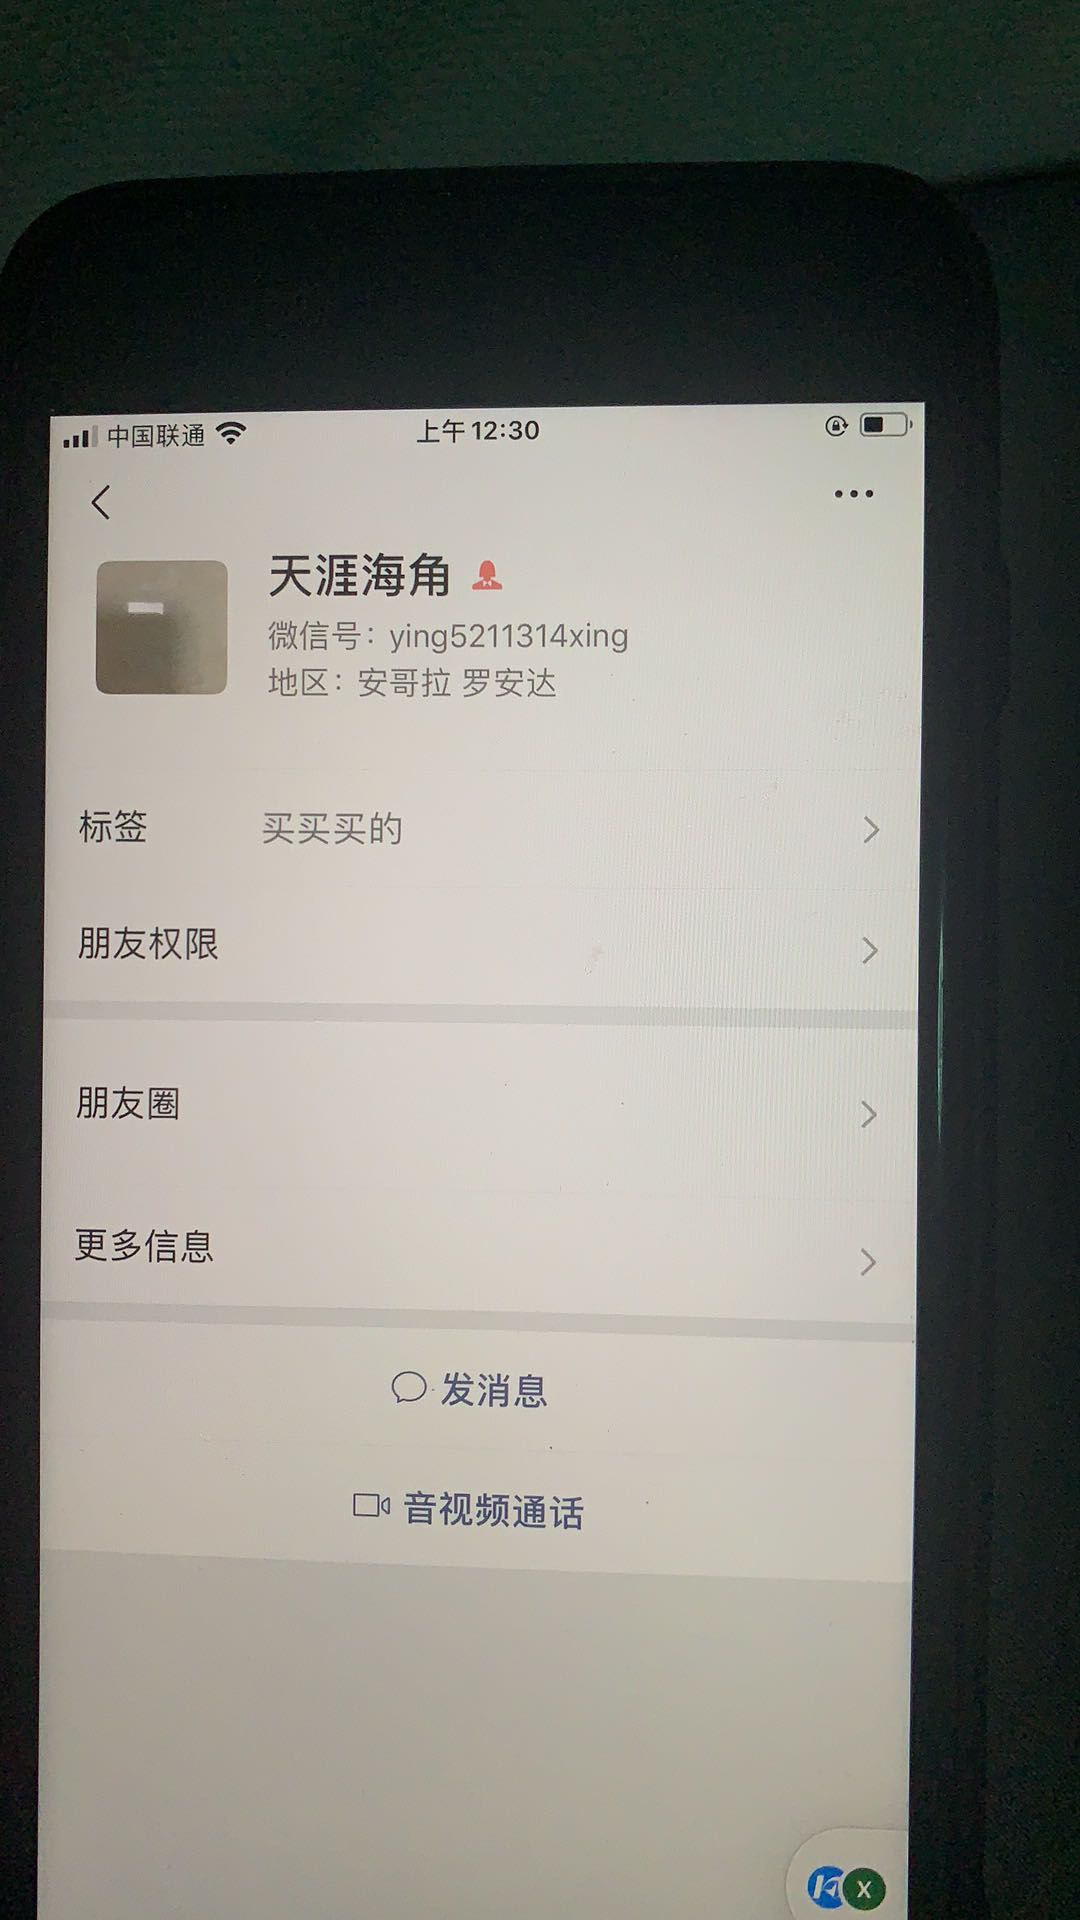 中国联通 上午12:30
天涯海角
微信号：ying5211314xing
地区：安哥拉 罗安达
标签 买买买的
朋友权限
朋友圈
更多信息
发消息
音视频通话
X